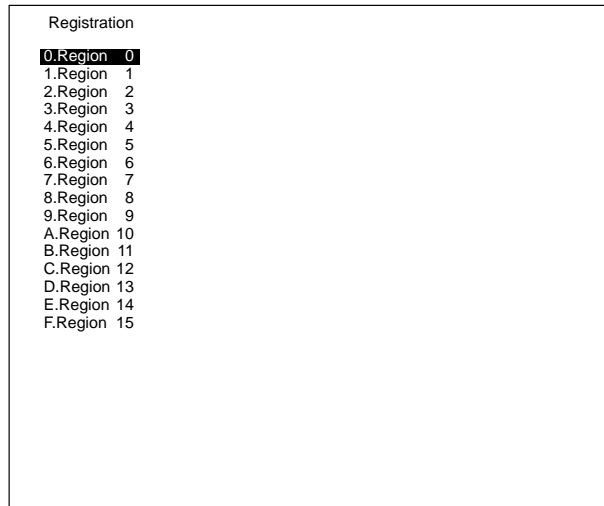 Registration
0.Region 0
1.Region 1
2.Region 2
3.Region 3
4.Region 4
5.Region 5
6.Region 6
7.Region 7
8.Region 8
9.Region 9
A.Region 10
B.Region 11
C.Region 12
D.Region 13
E.Region 14
F.Region 15